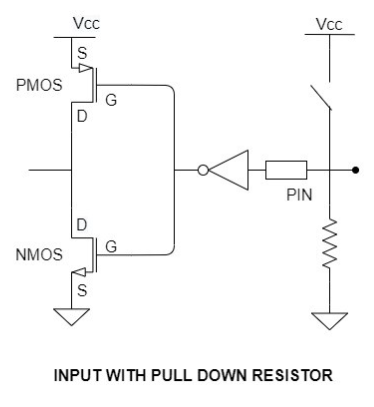 Vcc
Vcc
S
PMOS
G
D
PIN
D
NMOS
G
S
INPUT WITH PULL DOWN RESISTOR